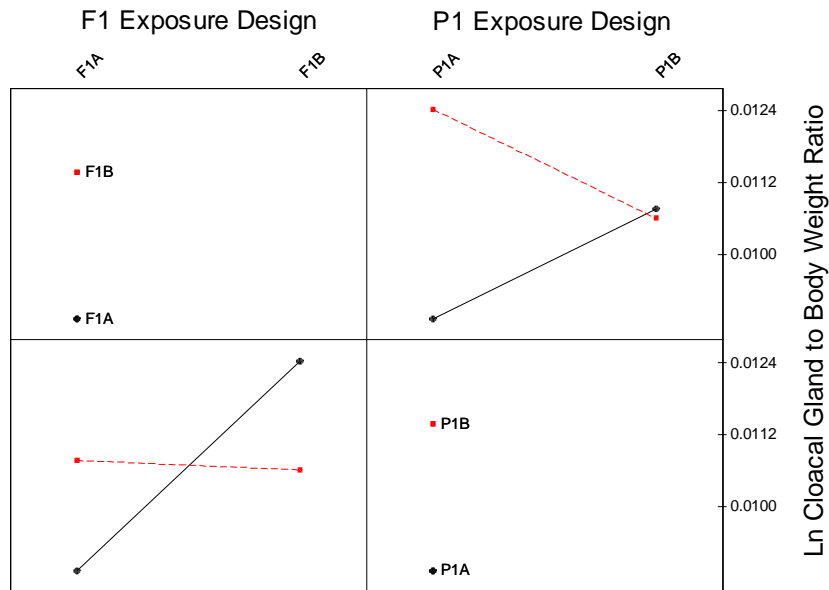 F1 Exposure Design P1 Exposure Design
F1A F1B P1A P1B
0.0124
F1B
0.0112
0.0100
F1A
0.0124
P1B
0.0112
0.0100
P1A
Ln Cloacal Gland to Body Weight Ratio